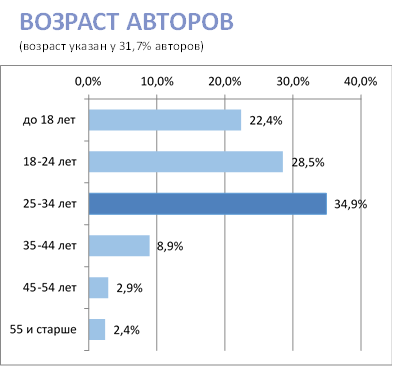 ВОЗРАСТ АВТОРОВ
(возраст указан у 31,7% авторов)
0,0% 10,0% 20,0% 30,0% 40,0%
до 18 лет 22,4%
18-24 лет 28,5%
25-34 лет 34,9%
35-44 лет 8,9%
45-54 лет 2,9%
55 и старше 2,4%